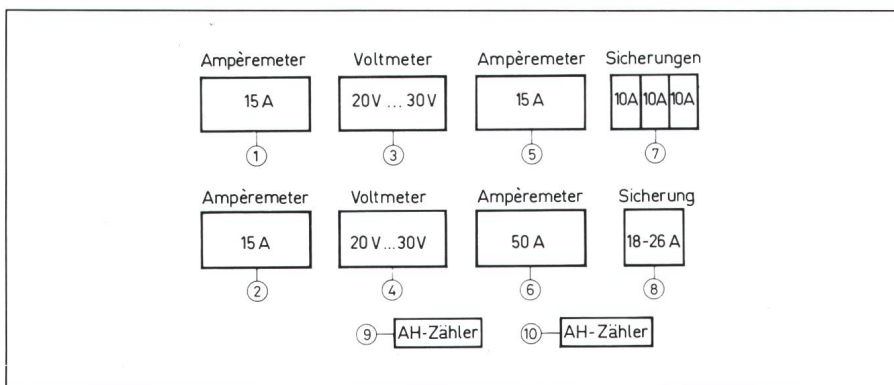 Ampèremeter Voltmeter Ampèremeter Sicherungen
15 A 20 V ... 30 V 15 A 10A 10A 10A
1 3 5 7
Ampèremeter Voltmeter Ampèremeter Sicherung
15 A 20 V ... 30V 50 A 18-26 A
2 4 6 8
9 AH-Zähler 10 AH-Zähler